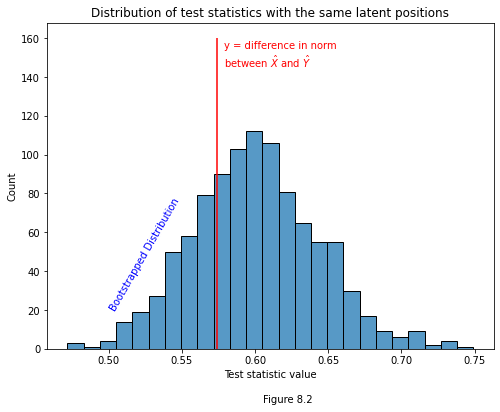 Distribution of test statistics with the same latent positions
160
140
120
100
80
60
40
20
0
Count
y = difference in norm
between X̂ and Ŷ
Bootstrapped Distribution
0.50 0.55 0.60 0.65 0.70 0.75
Test statistic value
Figure 8.2